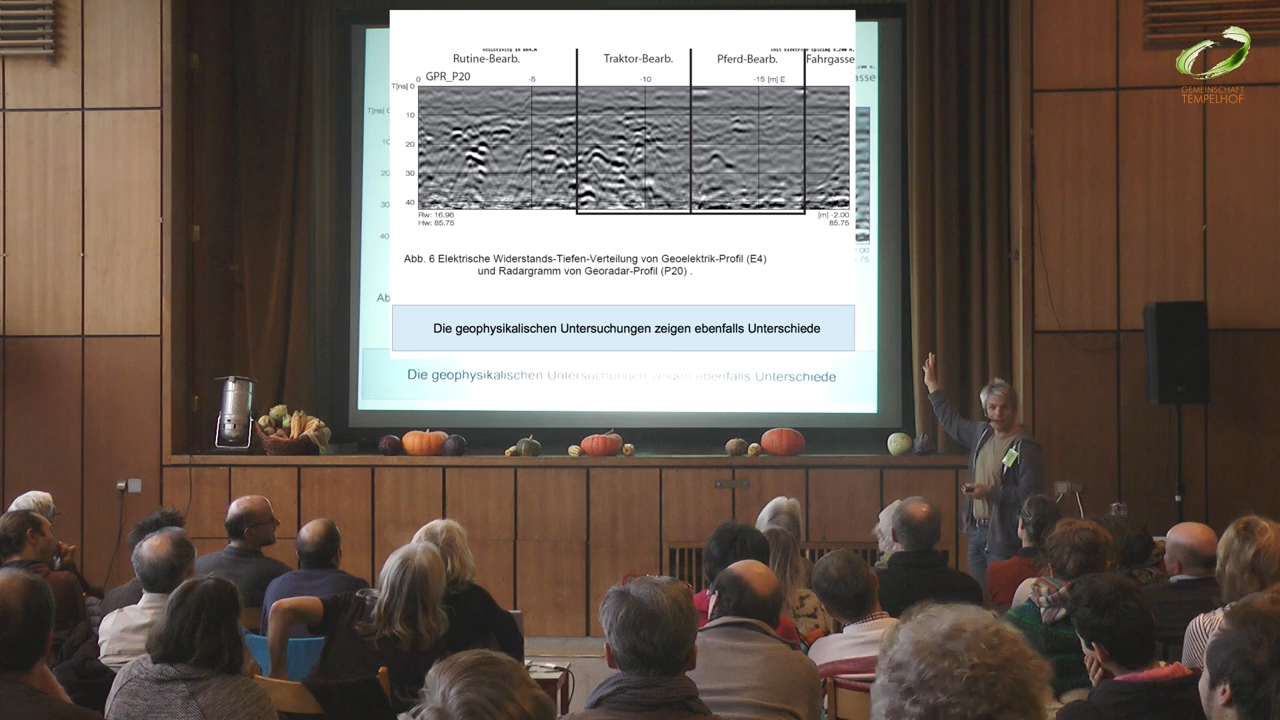 Rutine-Bearb. Traktor-Bearb. Pferd-Bearb. Fahrgasse
0 GPR_P20 -5 -10 -15 [m] E
T[ns] 0
10
20
30
40
Rw: 16.96 [m] -2.00
Hw: 85.75 85.75
Abb. 6 Elektrische Widerstands-Tiefen-Verteilung von Geoelektrik-Profil (E4)
und Radargramm von Georadar-Profil (P20) .
Die geophysikalischen Untersuchungen zeigen ebenfalls Unterschiede
Die geophysikalischen Untersuchungen zeigen ebenfalls Unterschiede
GEMEINSCHAFT
TEMPELHOF